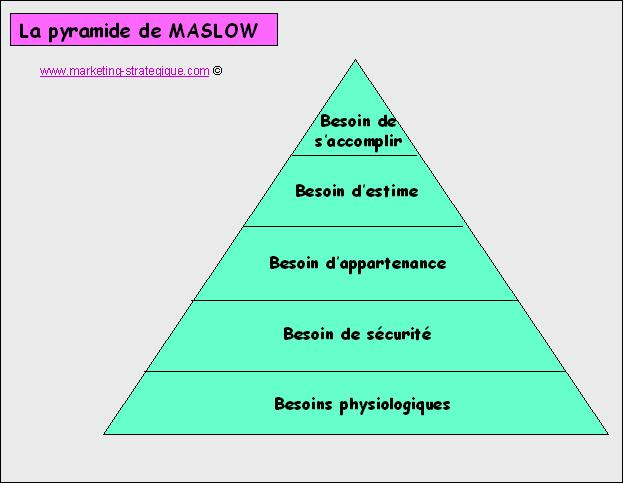 La pyramide de MASLOW
www.marketing-strategique.com ©
Besoin de
s'accomplir
Besoin d'estime
Besoin d'appartenance
Besoin de sécurité
Besoins physiologiques